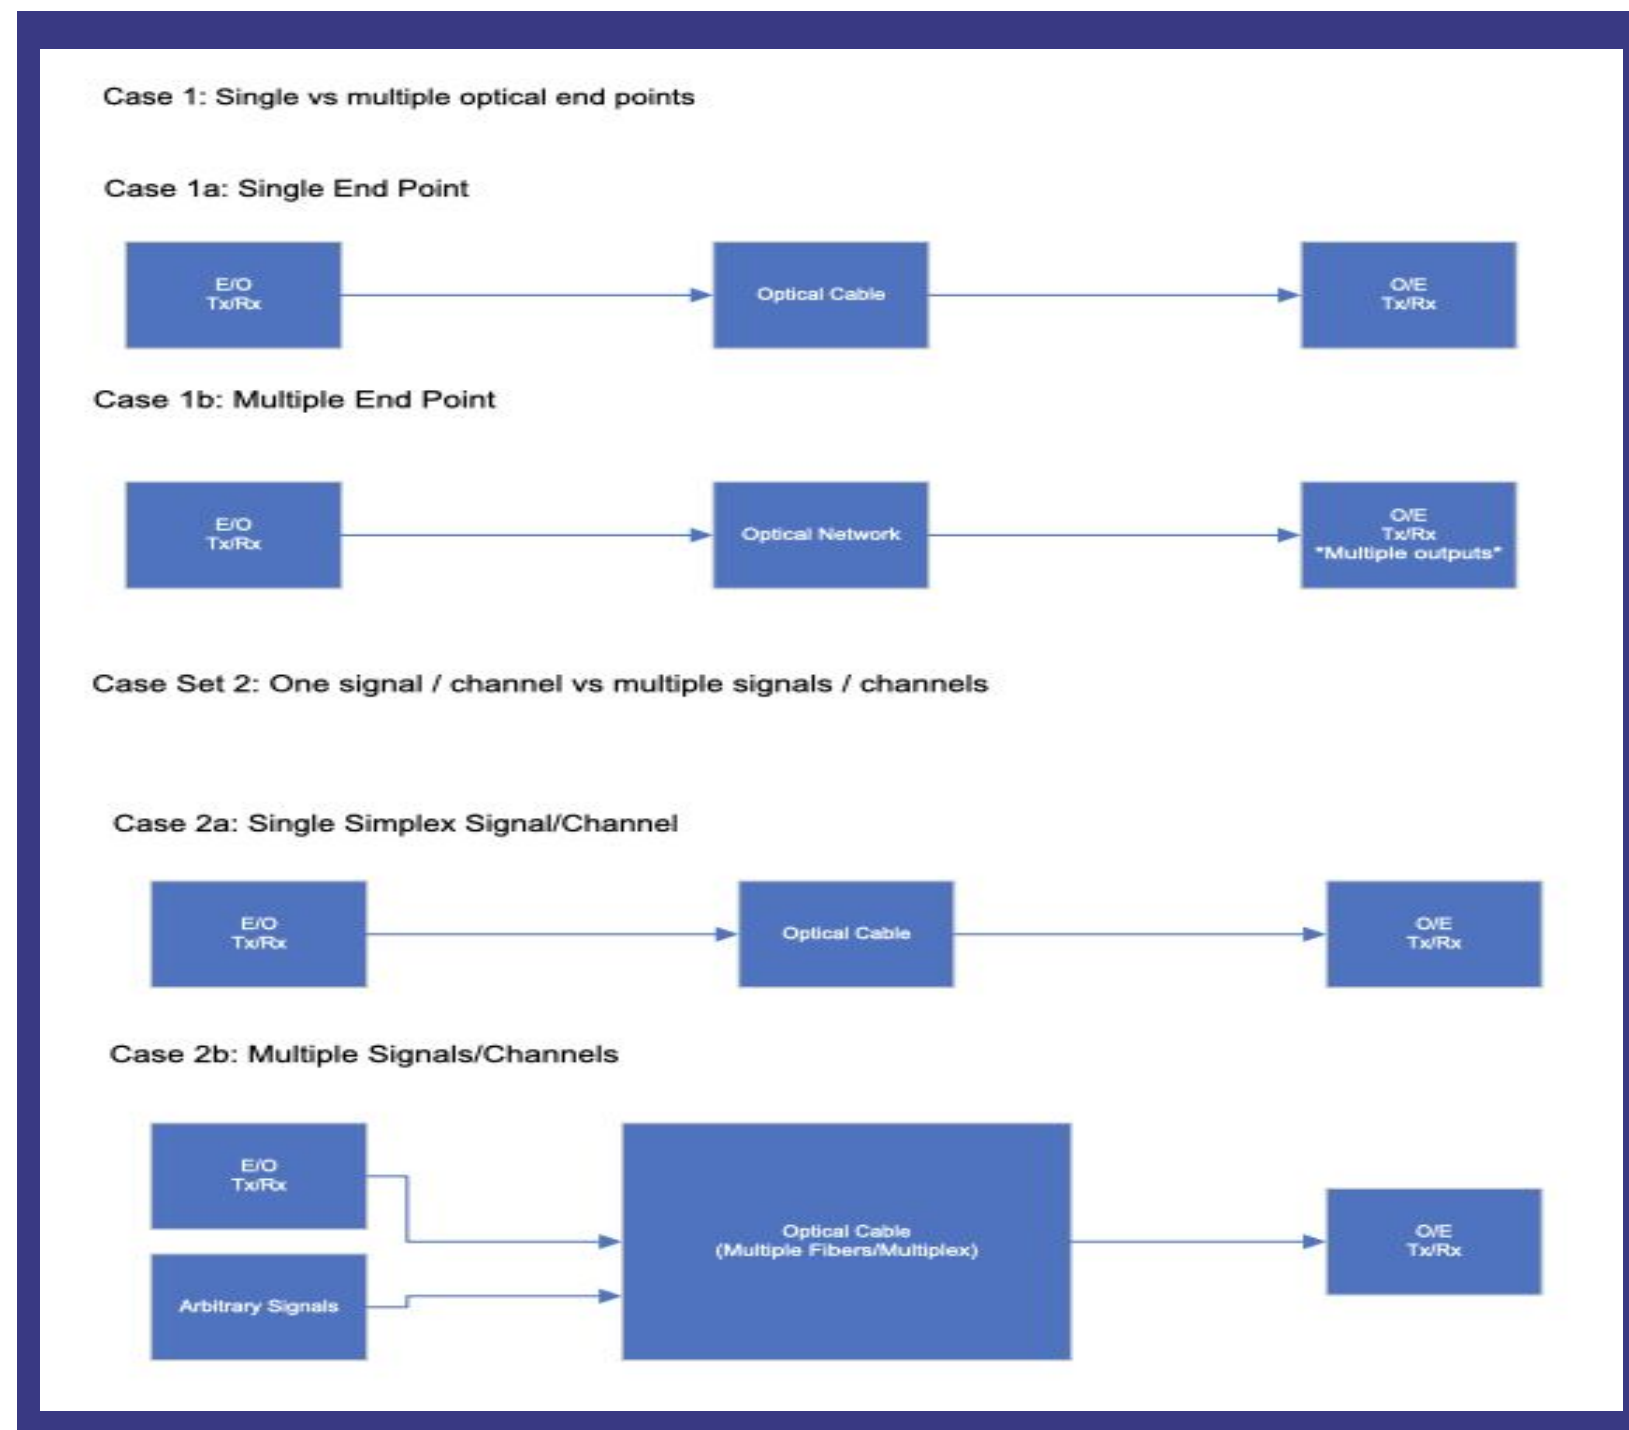 Case 1: Single vs multiple optical end points
Case 1a: Single End Point
E/O
Tx/Rx
Optical Cable
O/E
Tx/Rx
Case 1b: Multiple End Point
E/O
Tx/Rx
Optical Network
O/E
Tx/Rx
*Multiple outputs*
Case Set 2: One signal / channel vs multiple signals / channels
Case 2a: Single Simplex Signal/Channel
E/O
Tx/Rx
Optical Cable
O/E
Tx/Rx
Case 2b: Multiple Signals/Channels
E/O
Tx/Rx
Arbitrary Signals
Optical Cable
(Multiple Fibers/Multiplex)
O/E
Tx/Rx